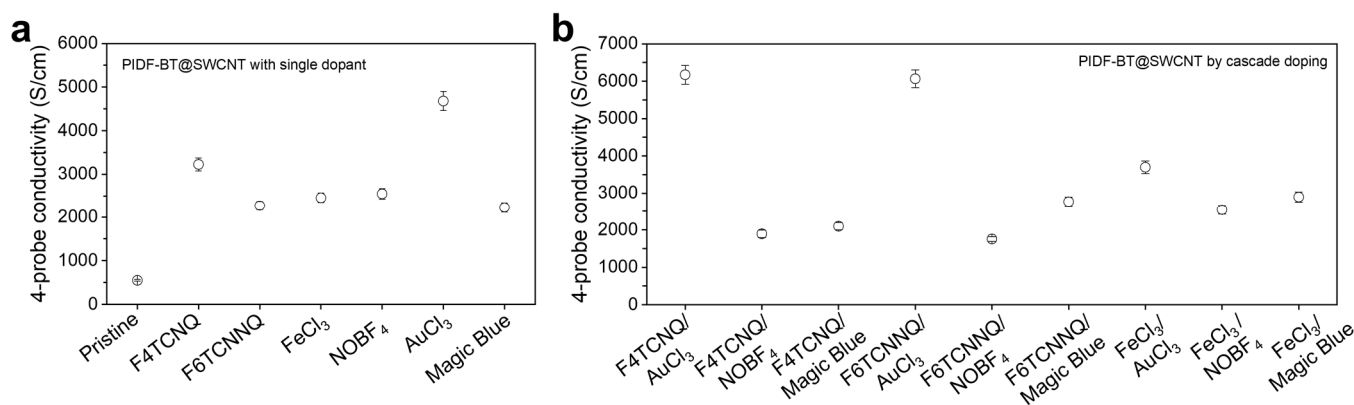 a
6000
5000
4000
3000
2000
1000
0
4-probe conductivity (S/cm)
PIDF-BT@SWCNT with single dopant
Pristine
F4TCNQ
F6TCNNQ
FeCl₃
NOBF₄
AuCl₃
Magic Blue
b
7000
6000
5000
4000
3000
2000
1000
0
4-probe conductivity (S/cm)
PIDF-BT@SWCNT by cascade doping
F4TCNQ/
AuCl₃
F4TCNQ/
NOBF₄
F4TCNQ/
Magic Blue
F6TCNNQ/
AuCl₃
F6TCNNQ/
NOBF₄
F6TCNNQ/
Magic Blue
FeCl₃/
AuCl₃
FeCl₃/
NOBF₄
FeCl₃/
Magic Blue